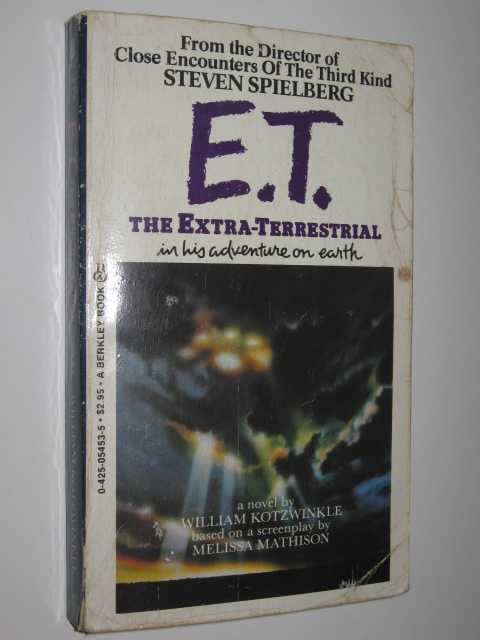 From the Director of
Close Encounters Of The Third Kind
STEVEN SPIELBERG
E.T.
THE EXTRA-TERRESTRIAL
in his adventure on earth
a novel by
WILLIAM KOTZWINKLE
based on a screenplay by
MELISSA MATHISON
0-425-05453-5 • $2.95 • A BERKLEY BOOK